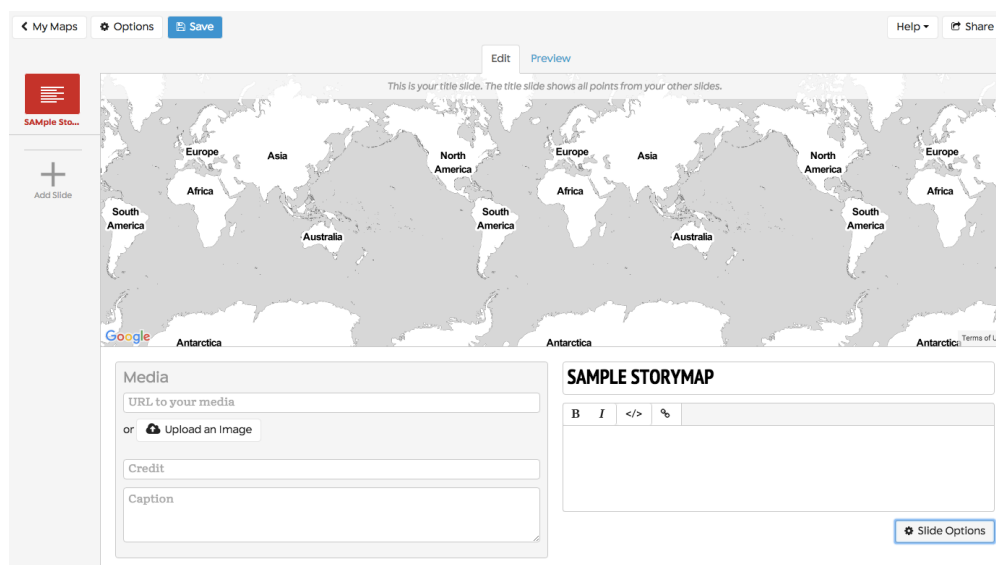 My Maps Options Save Help Share
Edit Preview
This is your title slide. The title slide shows all points from your other slides.
SAMple Sto...
Add Slide
Europe Asia North America Europe Asia North America Europe
Africa Africa Africa
South America South America South America
Australia Australia
Google Antarctica Antarctica Antarctica Terms of U
Media
URL to your media
or Upload an Image
Credit
Caption
SAMPLE STORYMAP
B I </>
Slide Options